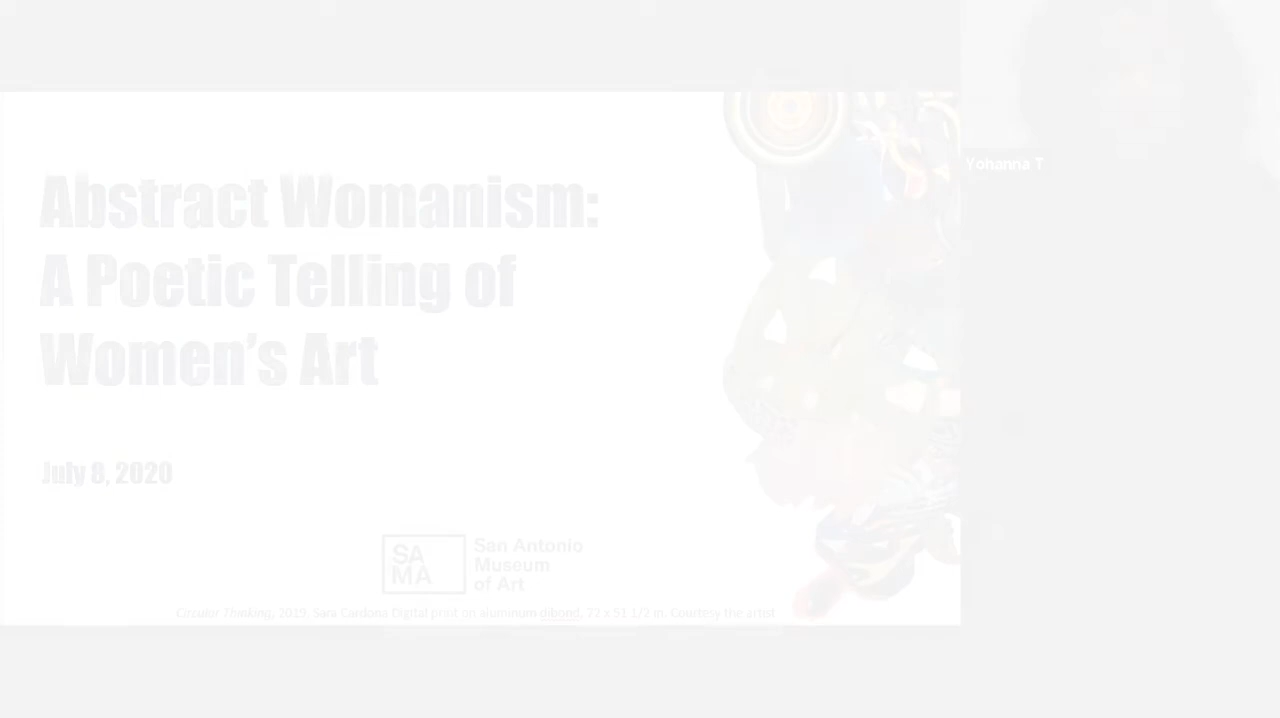 Abstract Womanism:
A Poetic Telling of
Women's Art
July 8, 2020
SA
MA
San Antonio
Museum
of Art
Circular Thinking, 2019, Sara Cardona Digital print on aluminum dibond, 72 x 51 1/2 in. Courtesy the artist
Yohanna T